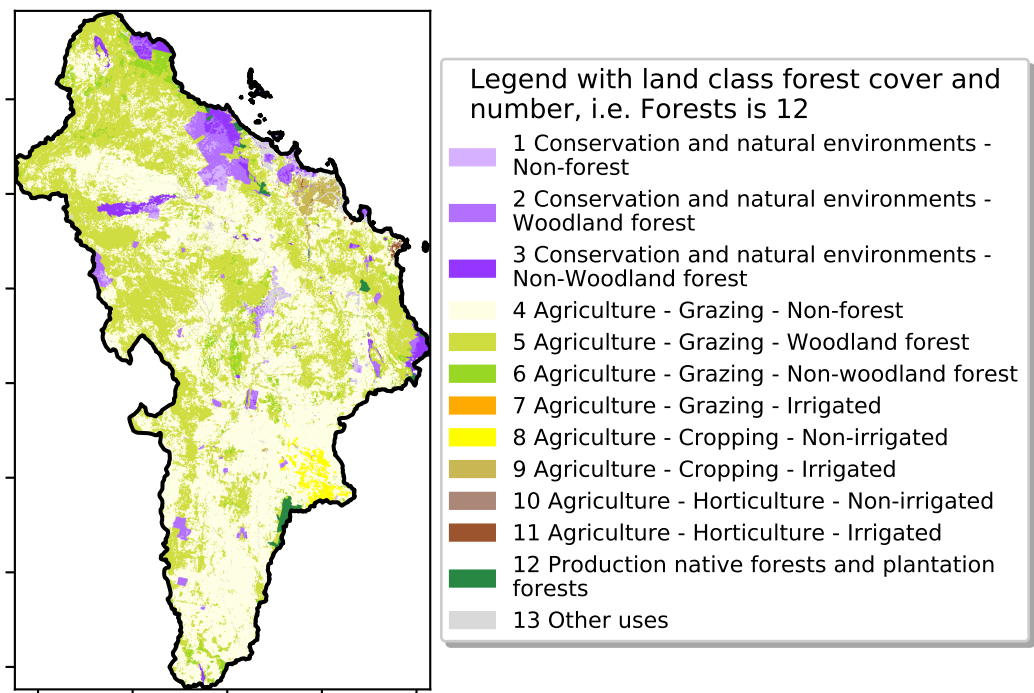 Legend with land class forest cover and
number, i.e. Forests is 12
1 Conservation and natural environments -
Non-forest
2 Conservation and natural environments -
Woodland forest
3 Conservation and natural environments -
Non-Woodland forest
4 Agriculture - Grazing - Non-forest
5 Agriculture - Grazing - Woodland forest
6 Agriculture - Grazing - Non-woodland forest
7 Agriculture - Grazing - Irrigated
8 Agriculture - Cropping - Non-irrigated
9 Agriculture - Cropping - Irrigated
10 Agriculture - Horticulture - Non-irrigated
11 Agriculture - Horticulture - Irrigated
12 Production native forests and plantation
forests
13 Other uses